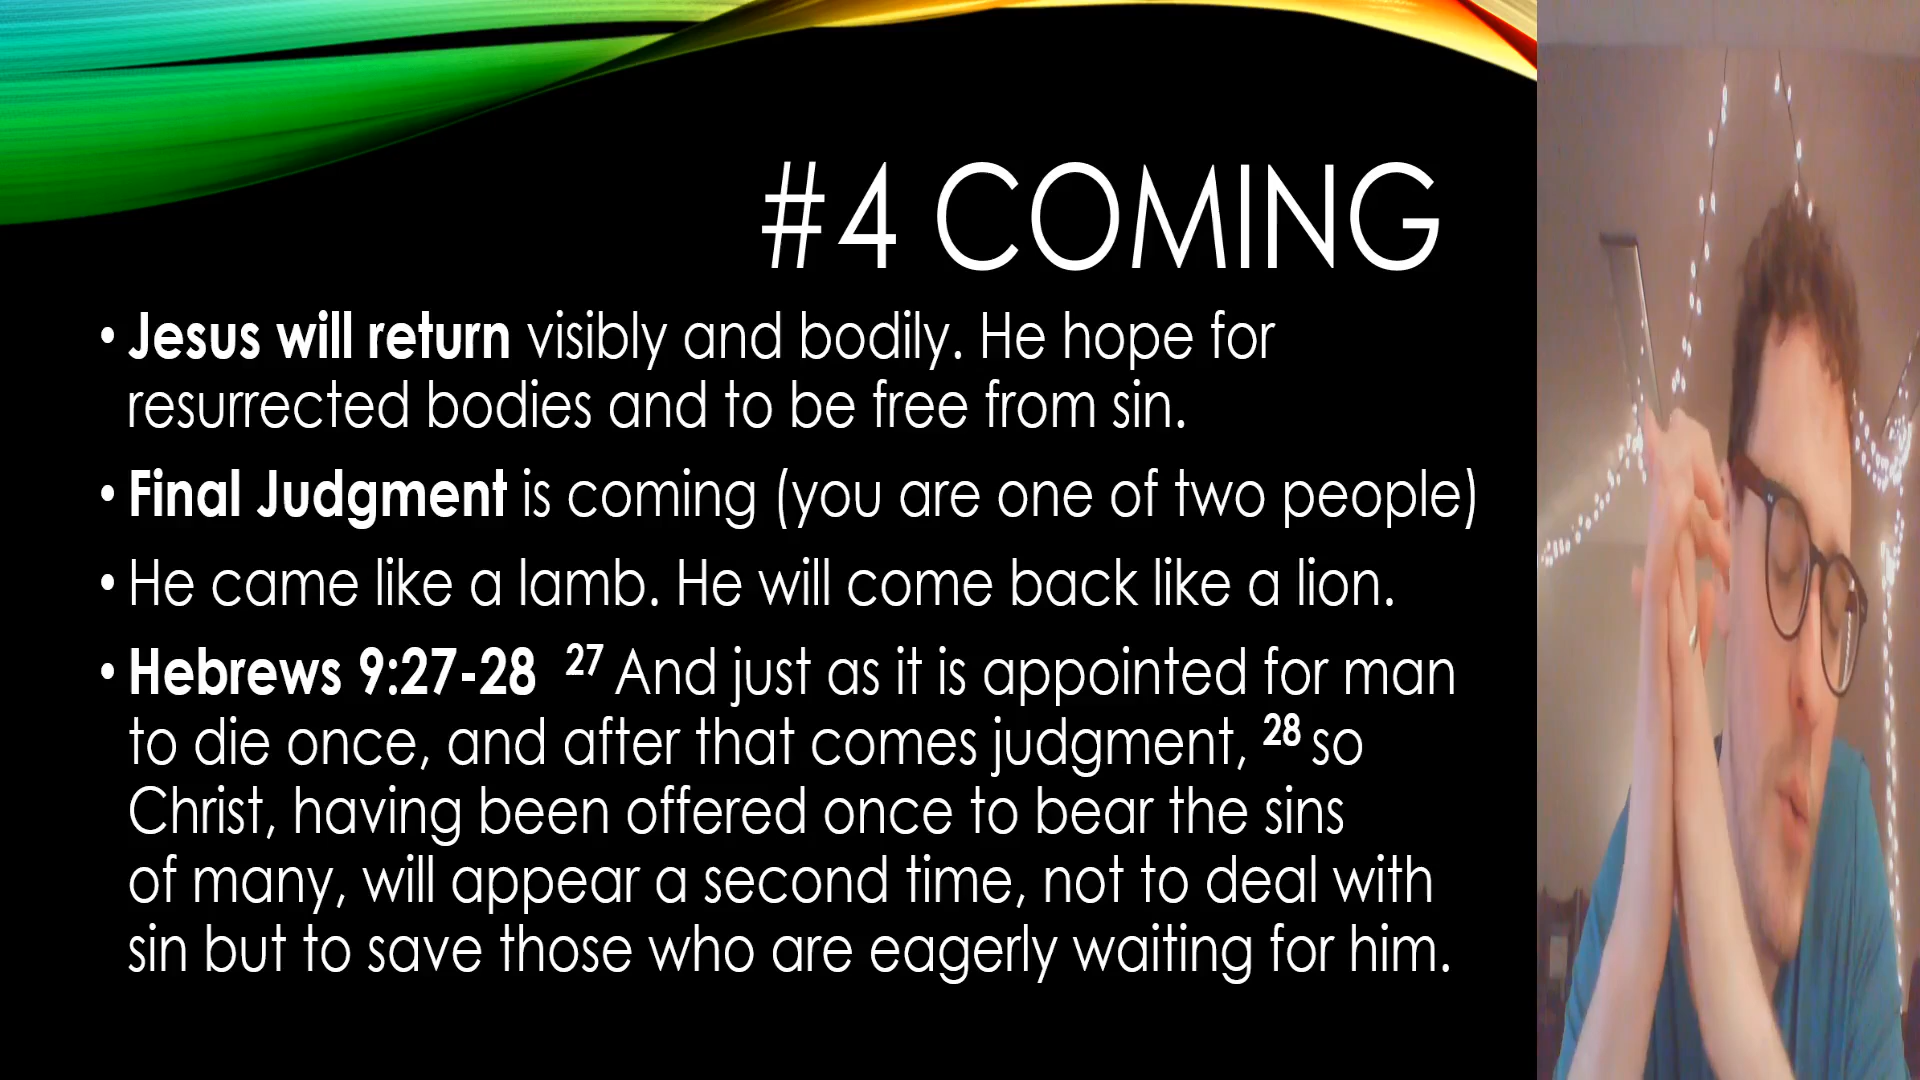 #4 COMING
• Jesus will return visibly and bodily. He hope for
resurrected bodies and to be free from sin.
• Final Judgment is coming (you are one of two people)
• He came like a lamb. He will come back like a lion.
• Hebrews 9:27-28 27 And just as it is appointed for man
to die once, and after that comes judgment, 28 so
Christ, having been offered once to bear the sins
of many, will appear a second time, not to deal with
sin but to save those who are eagerly waiting for him.